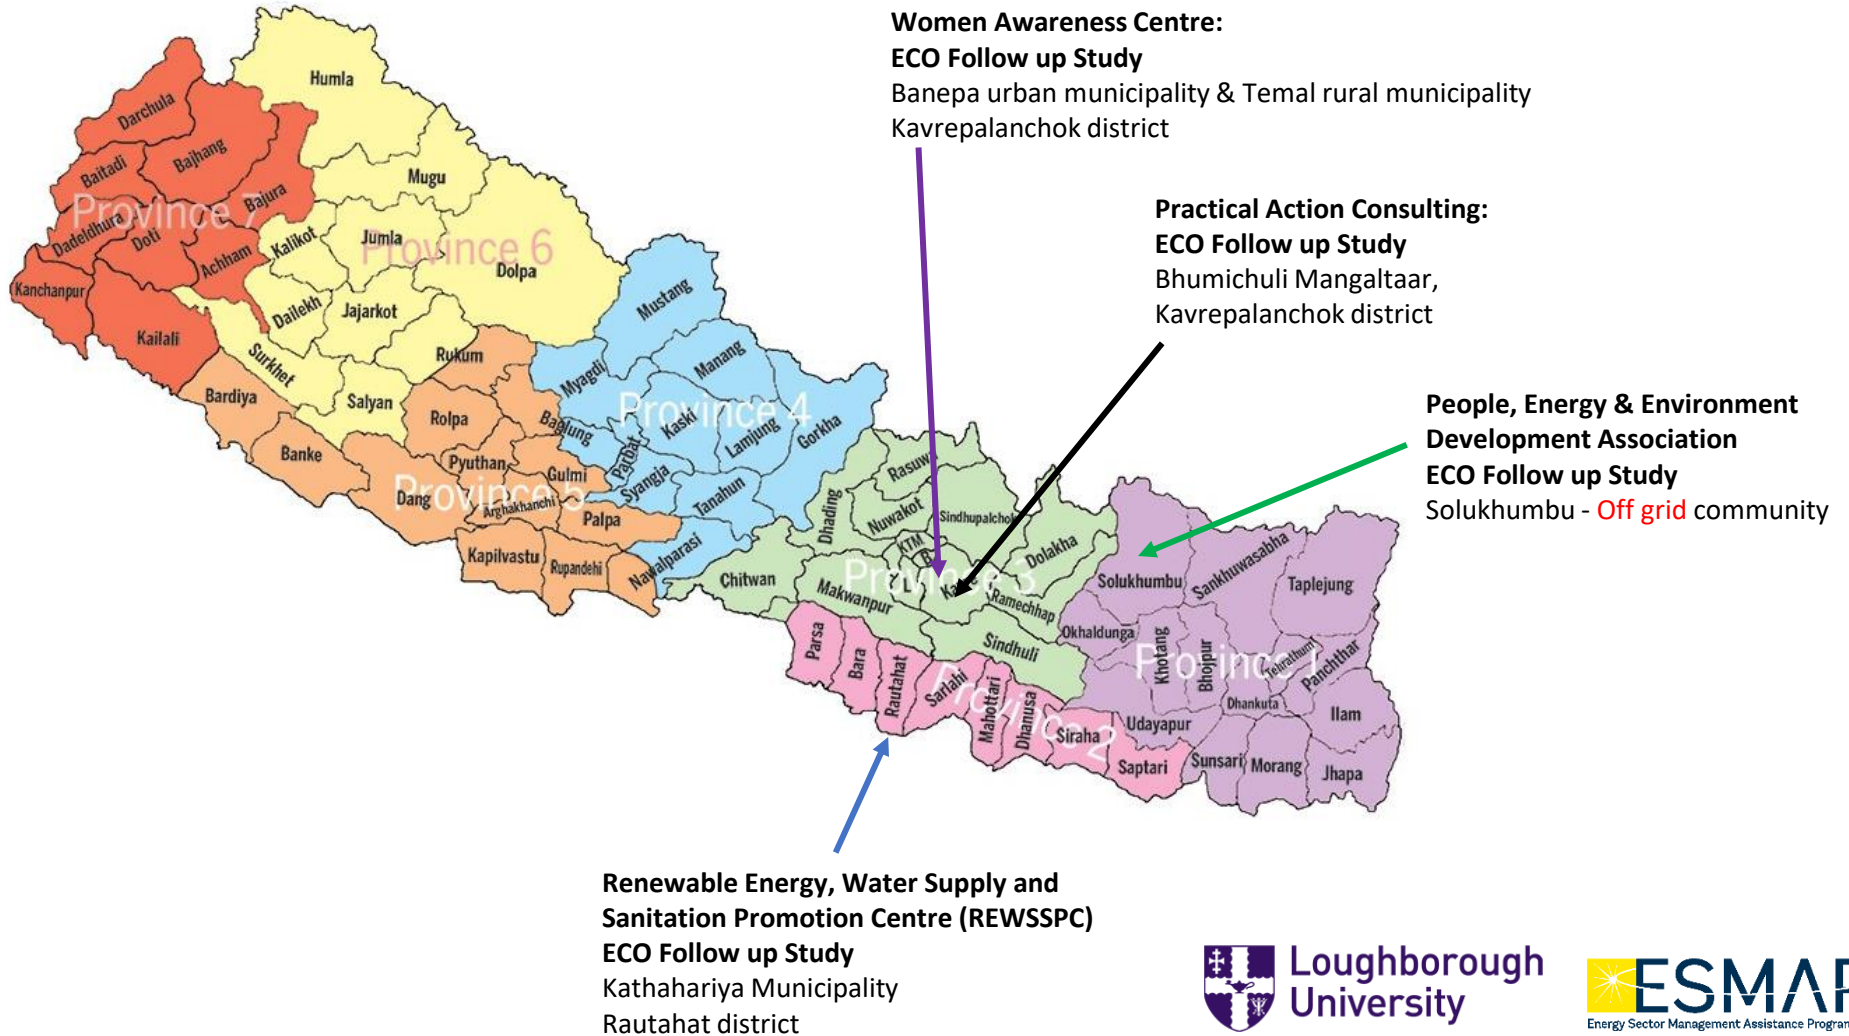 Women Awareness Centre:
ECO Follow up Study
Banepa urban municipality & Temal rural municipality
Kavrepalanchok district
Practical Action Consulting:
ECO Follow up Study
Bhumichuli Mangaltaar,
Kavrepalanchok district
People, Energy & Environment
Development Association
ECO Follow up Study
Solukhumbu - Off grid community
Humla
Darchula
Bajhang
Baitadi
Bajura
Mugu
Province 7
Dadeldhura
Doti
Achham
Kalikot
Jumla
Province 6
Dolpa
Kanchanpur
Kailali
Dailekh
Jajarkot
Mustang
Surkhet
Rukum
Salyan
Bardiya
Banke
Rolpa
Myagdi
Manang
Province 4
Baglung
Parbat
Kaski
Lamjung
Gorkha
Pyuthan
Gulmi
Syangja
Tanahun
Dang
Province 5
Arghakhanchi
Palpa
Kapilvastu
Rupandehi
Nawalparasi
Rasuwa
Dhading
Nuwakot
Sindhupalchok
KTM
Dolakha
Chitwan
Makwanpur
Province 3
Ramechhap
Sindhuli
Solukhumbu
Sankhuwasabha
Taplejung
Okhaldunga
Khotang
Bhojpur
Province 1
Tehrathum
Panchthar
Dhankuta
Ilam
Udayapur
Sunsari
Morang
Jhapa
Parsa
Bara
Rautahat
Sarlahi
Mahottari
Dhanusa
Province 2
Siraha
Saptari
Renewable Energy, Water Supply and
Sanitation Promotion Centre (REWSSPC)
ECO Follow up Study
Kathahariya Municipality
Rautahat district
Loughborough
University
ESMAP
Energy Sector Management Assistance Program